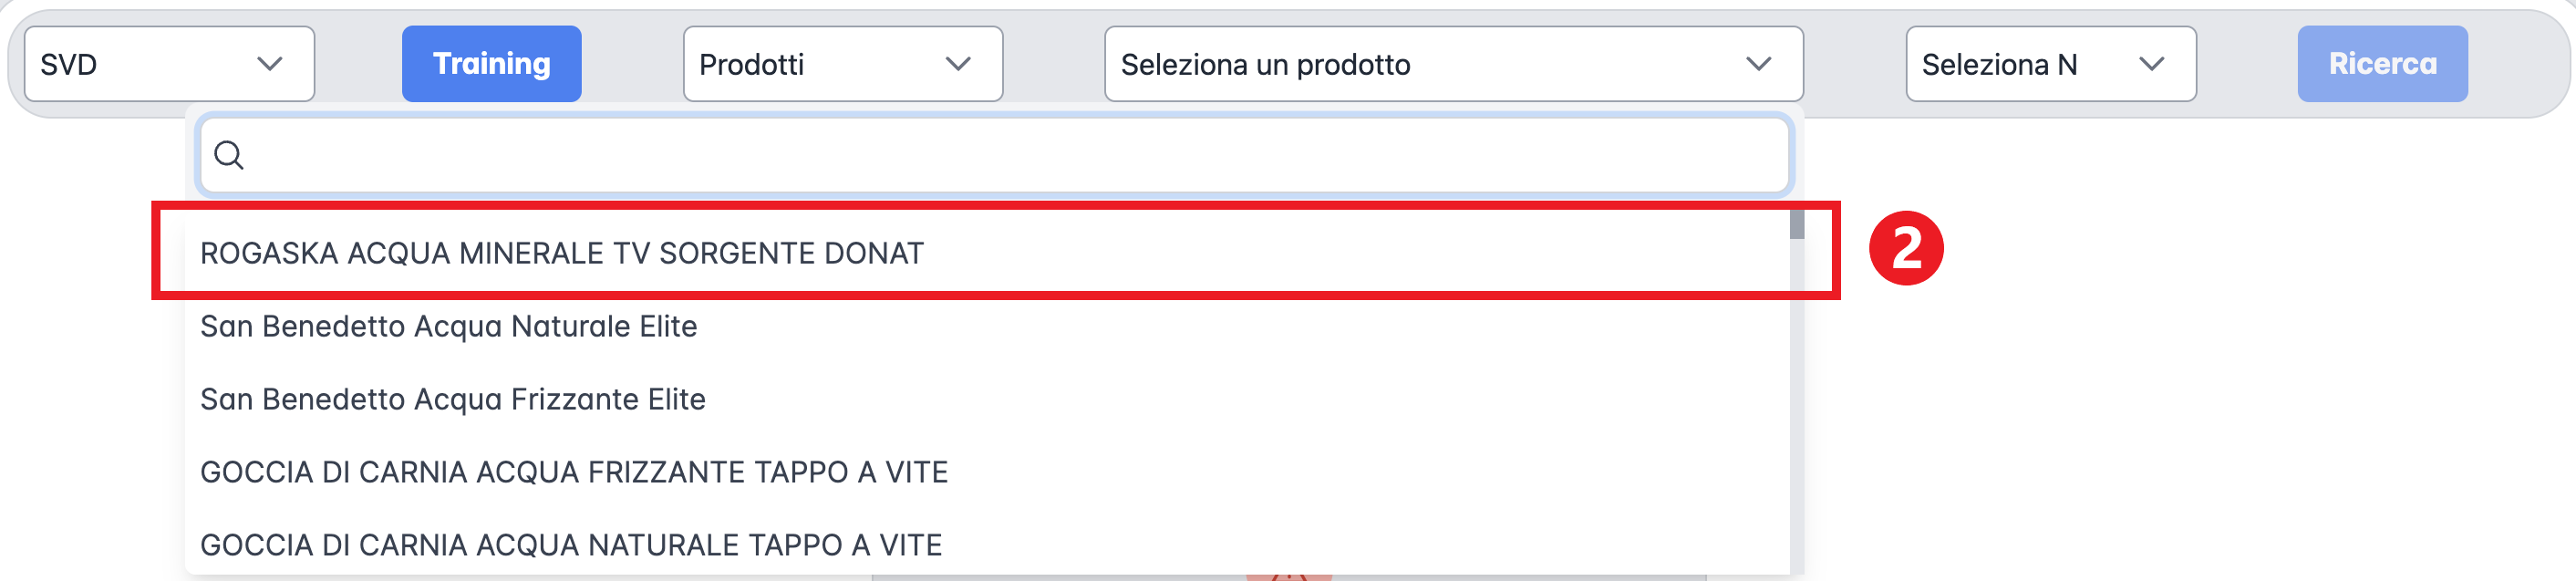 SVD Training Prodotti Seleziona un prodotto Seleziona N Ricerca
ROGASKA ACQUA MINERALE TV SORGENTE DONAT
2
San Benedetto Acqua Naturale Elite
San Benedetto Acqua Frizzante Elite
GOCCIA DI CARNIA ACQUA FRIZZANTE TAPPO A VITE
GOCCIA DI CARNIA ACQUA NATURALE TAPPO A VITE